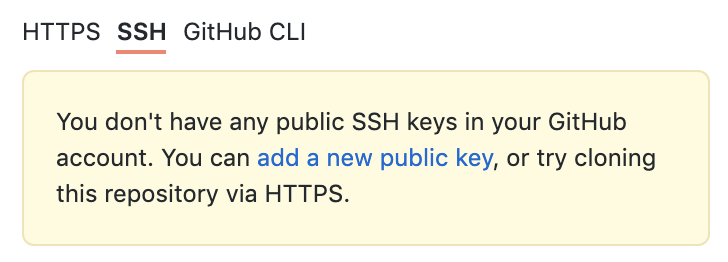 HTTPS SSH GitHub CLI
You don't have any public SSH keys in your GitHub
account. You can add a new public key, or try cloning
this repository via HTTPS.